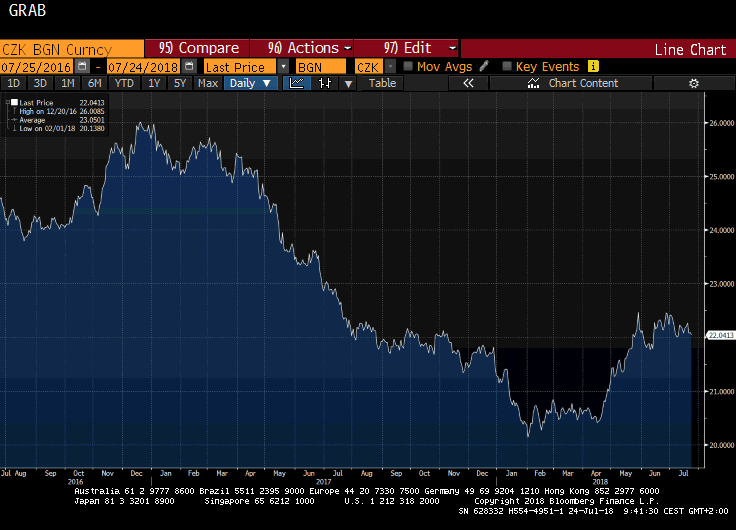 GRAB
CZK BGN Curncy 95) Compare 96) Actions 97) Edit Line Chart
07/25/2016 - 07/24/2018 Last Price BGN CZK Mov Avgs Key Events i
1D 3D 1M 6M YTD 1Y 5Y Max Daily ▼ ▼ Table << Chart Content
Last Price 22.0413
High on 12/20/16 26.0085
Average 23.0501
Low on 02/01/18 20.1380
26.0000
25.0000
24.0000
23.0000
22.0413
21.0000
20.0000
Jul Aug Sep Oct Nov Dec Jan Feb Mar Apr May Jun Jul Aug Sep Oct Nov Dec Jan Feb Mar Apr May Jun Jul
2016 2017 2018
Australia 61 2 9777 8600 Brazil 5511 2395 9000 Europe 44 20 7330 7500 Germany 49 69 9204 1210 Hong Kong 852 2977 6000
Japan 81 3 3201 8900 Singapore 65 6212 1000 U.S. 1 212 318 2000 Copyright 2018 Bloomberg Finance L.P.
SN 628332 H554-4951-1 24-Jul-18 9:41:30 CEST GMT+2:00